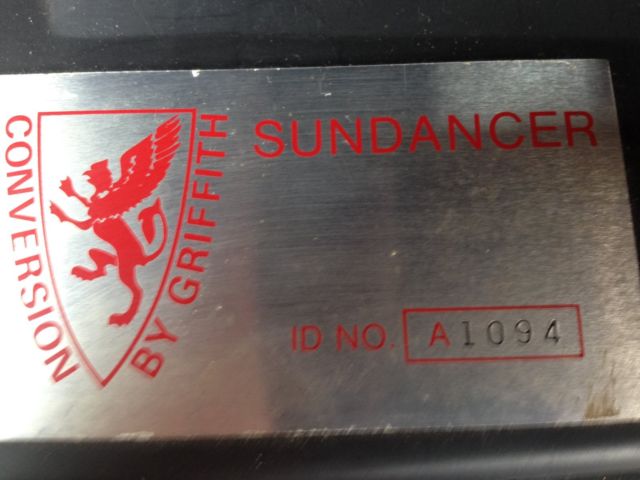 SUNDANCER
CONVERSION
BY GRIFFITH
ID NO. A1094